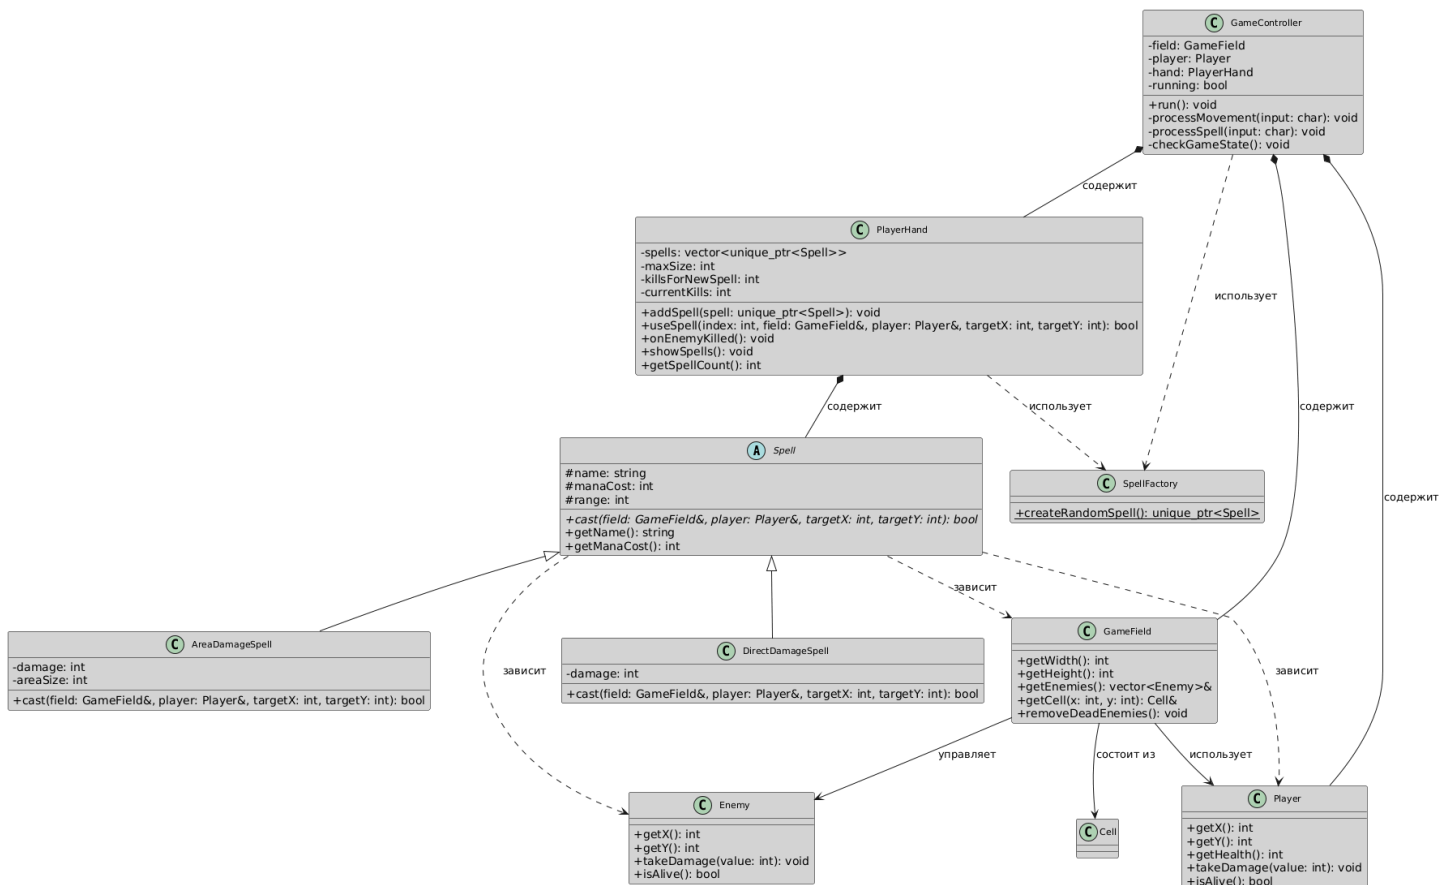 C GameController
-field: GameField
-player: Player
-hand: PlayerHand
-running: bool
+run(): void
-processMovement(input: char): void
-processSpell(input: char): void
-checkGameState(): void
содержит
C PlayerHand
-spells: vector<unique_ptr<Spell>>
-maxSize: int
-killsForNewSpell: int
-currentKills: int
+addSpell(spell: unique_ptr<Spell>): void
+useSpell(index: int, field: GameField&, player: Player&, targetX: int, targetY: int): bool
+onEnemyKilled(): void
+showSpells(): void
+getSpellCount(): int
использует
содержит
использует
содержит
A Spell
#name: string
#manaCost: int
#range: int
+cast(field: GameField&, player: Player&, targetX: int, targetY: int): bool
+getName(): string
+getManaCost(): int
C SpellFactory
+createRandomSpell(): unique_ptr<Spell>
содержит
зависит
C AreaDamageSpell
-damage: int
-areaSize: int
+cast(field: GameField&, player: Player&, targetX: int, targetY: int): bool
зависит
C DirectDamageSpell
-damage: int
+cast(field: GameField&, player: Player&, targetX: int, targetY: int): bool
C GameField
+getWidth(): int
+getHeight(): int
+getEnemies(): vector<Enemy>&
+getCell(x: int, y: int): Cell&
+removeDeadEnemies(): void
зависит
управляет
состоит из
использует
C Enemy
+getX(): int
+getY(): int
+takeDamage(value: int): void
+isAlive(): bool
C Cell
C Player
+getX(): int
+getY(): int
+getHealth(): int
+takeDamage(value: int): void
+isAlive(): bool